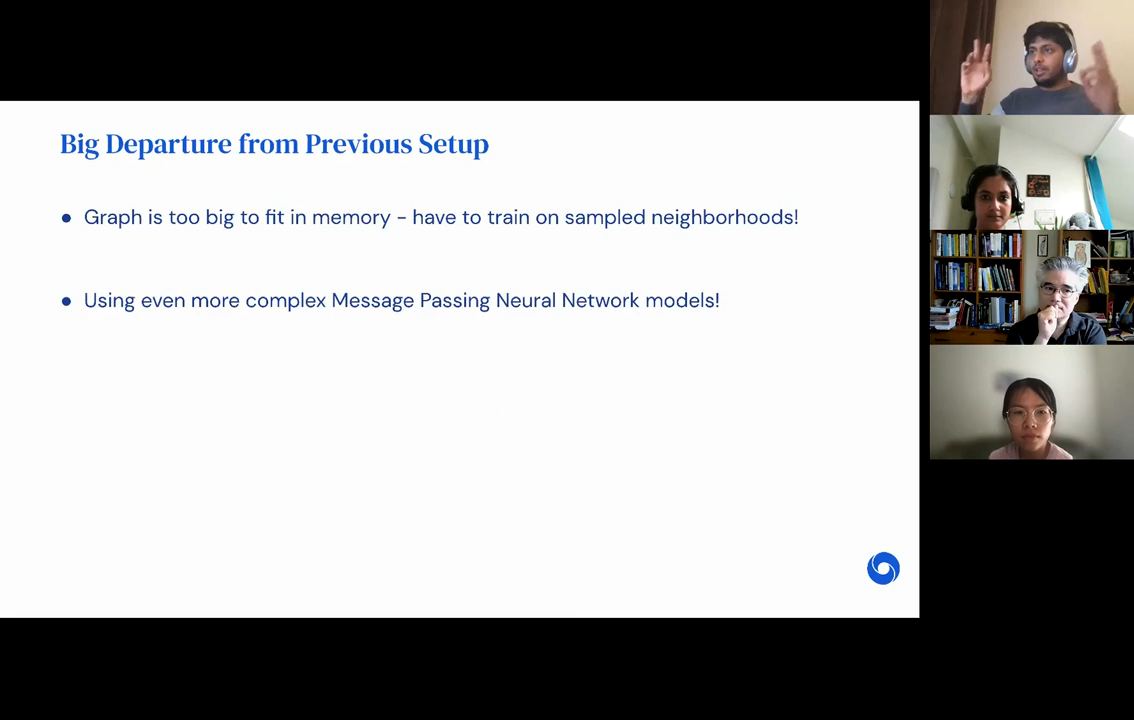 Big Departure from Previous Setup
● Graph is too big to fit in memory - have to train on sampled neighborhoods!
● Using even more complex Message Passing Neural Network models!